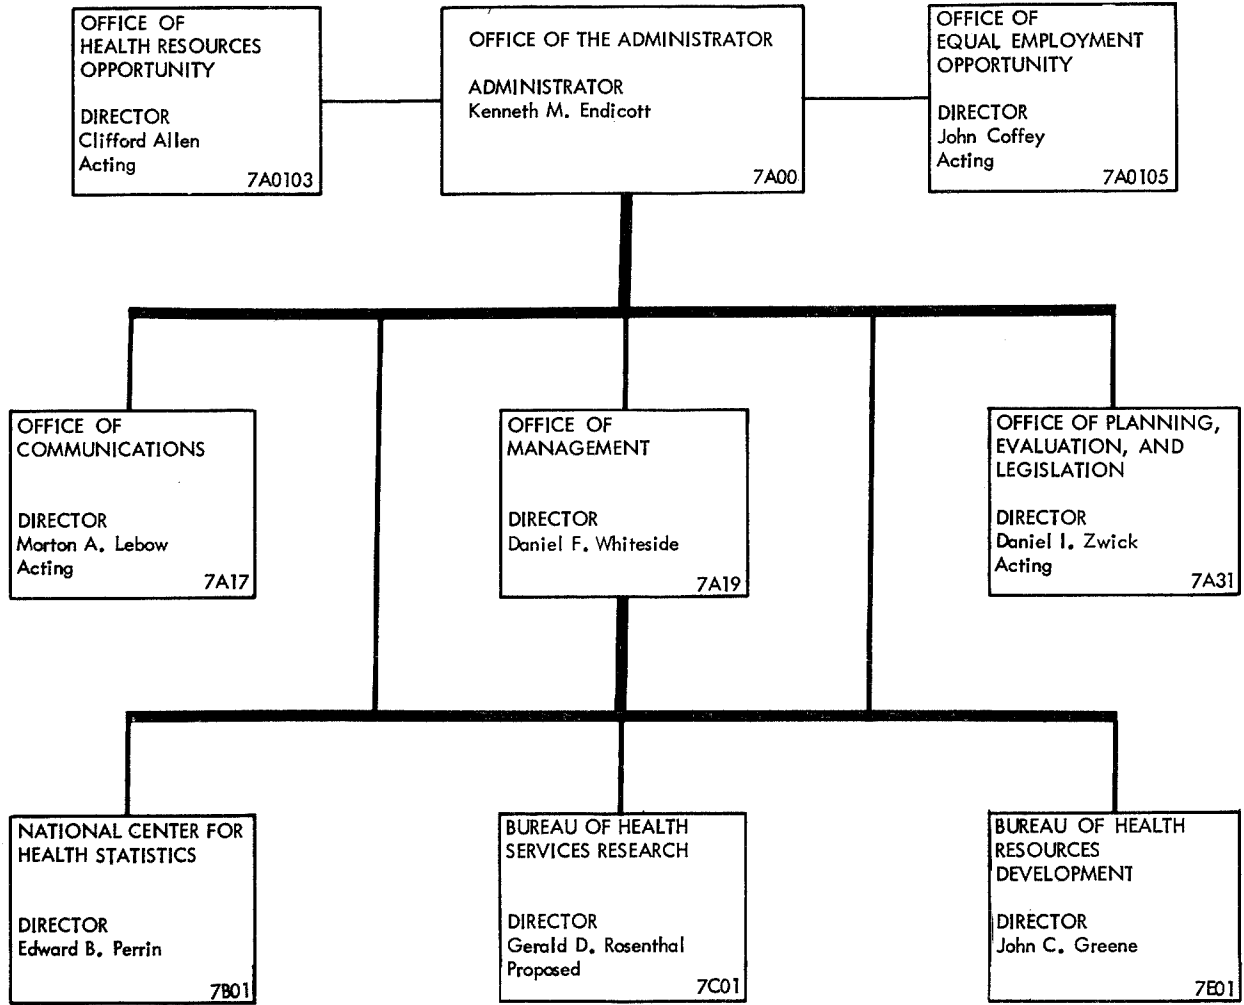 OFFICE OF
HEALTH RESOURCES
OPPORTUNITY
DIRECTOR
Clifford Allen
Acting
7A0103
OFFICE OF THE ADMINISTRATOR
ADMINISTRATOR
Kenneth M. Endicott
7A00
OFFICE OF
EQUAL EMPLOYMENT
OPPORTUNITY
DIRECTOR
John Coffey
Acting
7A0105
OFFICE OF
COMMUNICATIONS
DIRECTOR
Morton A. Lebow
Acting
7A17
OFFICE OF
MANAGEMENT
DIRECTOR
Daniel F. Whiteside
7A19
OFFICE OF PLANNING,
EVALUATION, AND
LEGISLATION
DIRECTOR
Daniel I. Zwick
Acting
7A31
NATIONAL CENTER FOR
HEALTH STATISTICS
DIRECTOR
Edward B. Perrin
7B01
BUREAU OF HEALTH
SERVICES RESEARCH
DIRECTOR
Gerald D. Rosenthal
Proposed
7C01
BUREAU OF HEALTH
RESOURCES
DEVELOPMENT
DIRECTOR
John C. Greene
7E01